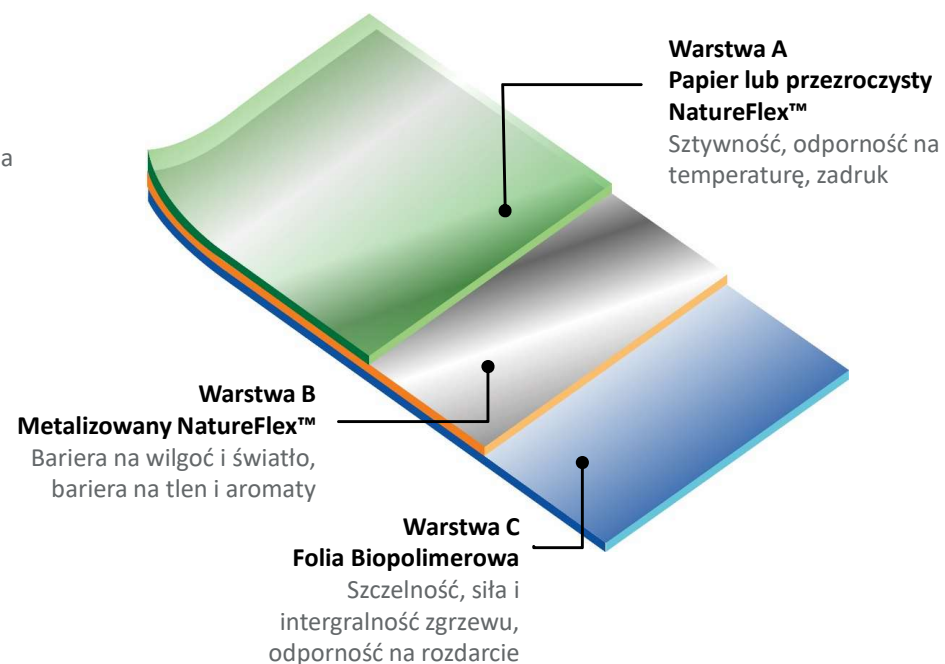 Warstwa A
Papier lub przezroczysty
NatureFlex™
Sztywność, odporność na
temperaturę, zadruk
a
Warstwa B
Metalizowany NatureFlex™
Bariera na wilgoć i światło,
bariera na tlen i aromaty
Warstwa C
Folia Biopolimerowa
Szczelność, siła i
intergralność zgrzewu,
odporność na rozdarcie